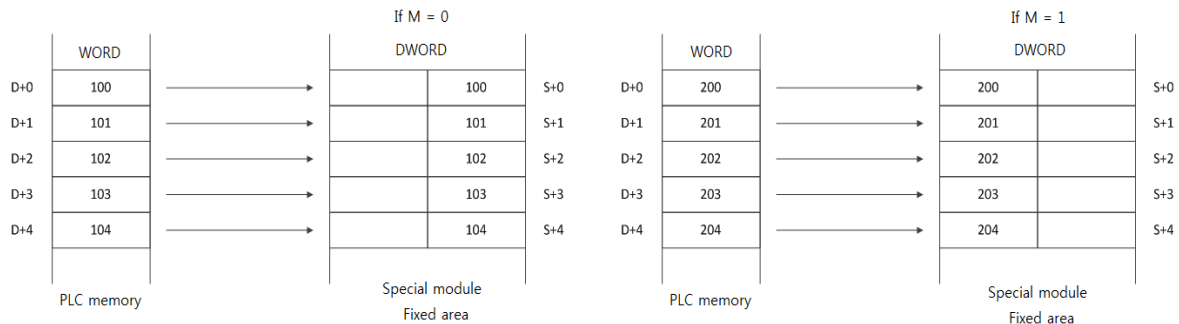 If M = 0
WORD
DWORD
D+0 100 100 S+0
D+1 101 101 S+1
D+2 102 102 S+2
D+3 103 103 S+3
D+4 104 104 S+4
PLC memory
Special module
Fixed area
If M = 1
WORD
DWORD
D+0 200 200 S+0
D+1 201 201 S+1
D+2 202 202 S+2
D+3 203 203 S+3
D+4 204 204 S+4
PLC memory
Special module
Fixed area